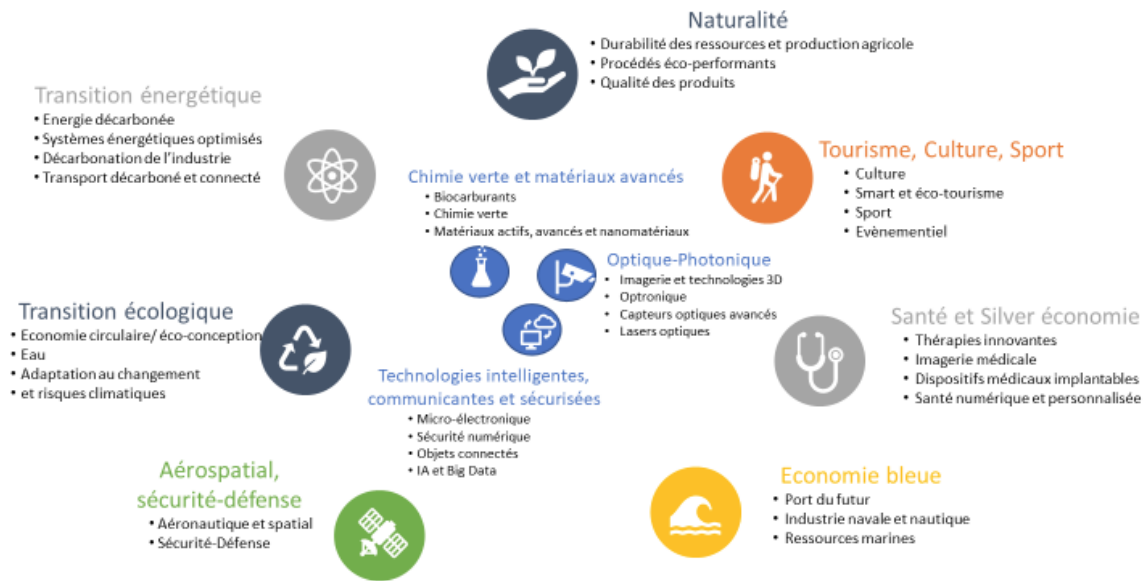 Naturalité
• Durabilité des ressources et production agricole
• Procédés éco-performants
• Qualité des produits
Transition énergétique
• Energie décarbonée
• Systèmes énergétiques optimisés
• Décarbonation de l'industrie
• Transport décarboné et connecté
Tourisme, Culture, Sport
• Culture
• Smart et éco-tourisme
• Sport
• Evènementiel
Chimie verte et matériaux avancés
• Biocarburants
• Chimie verte
• Matériaux actifs, avancés et nanomatériaux
Optique-Photonique
• Imagerie et technologies 3D
• Optronique
• Capteurs optiques avancés
• Lasers optiques
Transition écologique
• Economie circulaire/ éco-conception
• Eau
• Adaptation au changement
• et risques climatiques
Santé et Silver économie
• Thérapies innovantes
• Imagerie médicale
• Dispositifs médicaux implantables
• Santé numérique et personnalisée
Technologies intelligentes,
communicantes et sécurisées
• Micro-électronique
• Sécurité numérique
• Objets connectés
• IA et Big Data
Aérospatial,
sécurité-défense
• Aéronautique et spatial
• Sécurité-Défense
Economie bleue
• Port du futur
• Industrie navale et nautique
• Ressources marines